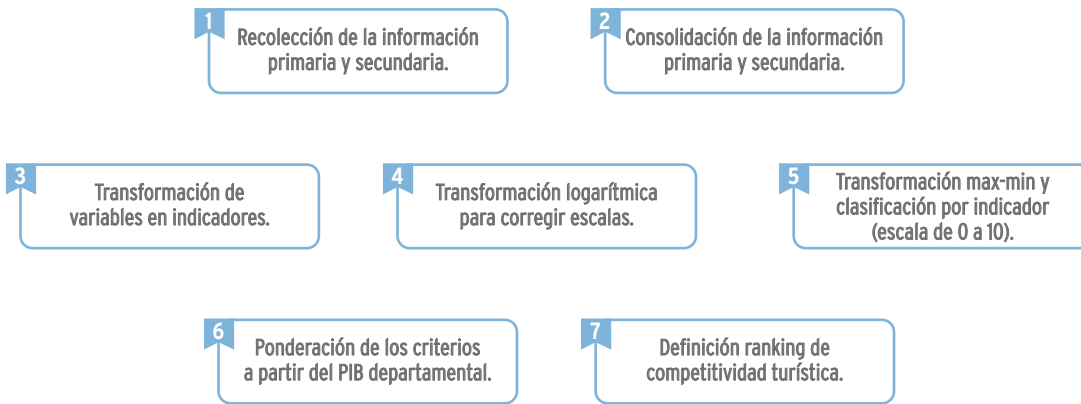 1
Recolección de la información
primaria y secundaria.
2
Consolidación de la información
primaria y secundaria.
3
Transformación de
variables en indicadores.
4
Transformación logarítmica
para corregir escalas.
5
Transformación max-min y
clasificación por indicador
(escala de 0 a 10).
6
Ponderación de los criterios
a partir del PIB departamental.
7
Definición ranking de
competitividad turística.